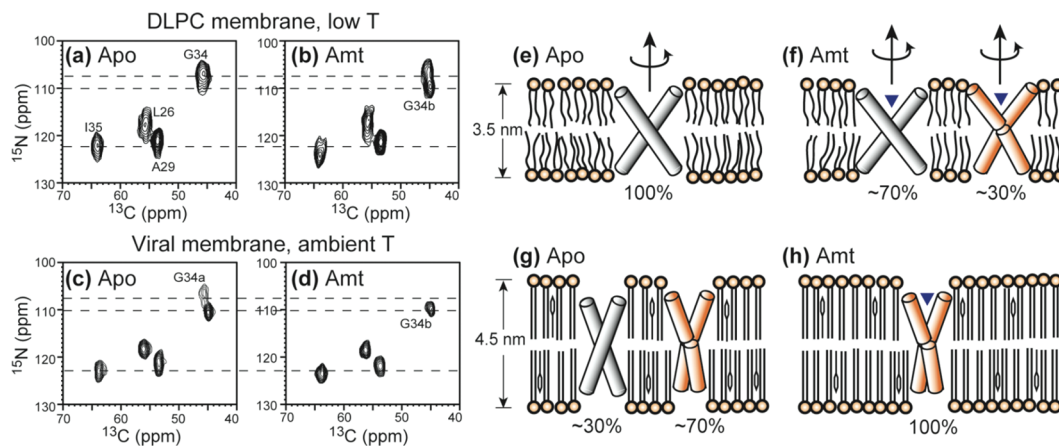 DLPC membrane, low T
(a) Apo
100
110
120
130
15N (ppm)
G34
L26
I35
A29
70 60 50 40
13C (ppm)
(b) Amt
G34b
70 60 50 40
13C (ppm)
(e) Apo
3.5 nm
100%
(f) Amt
~70%
~30%
Viral membrane, ambient T
(c) Apo
100
110
120
130
15N (ppm)
G34a
70 60 50 40
13C (ppm)
(d) Amt
G34b
70 60 50 40
13C (ppm)
(g) Apo
4.5 nm
~30%
~70%
(h) Amt
100%